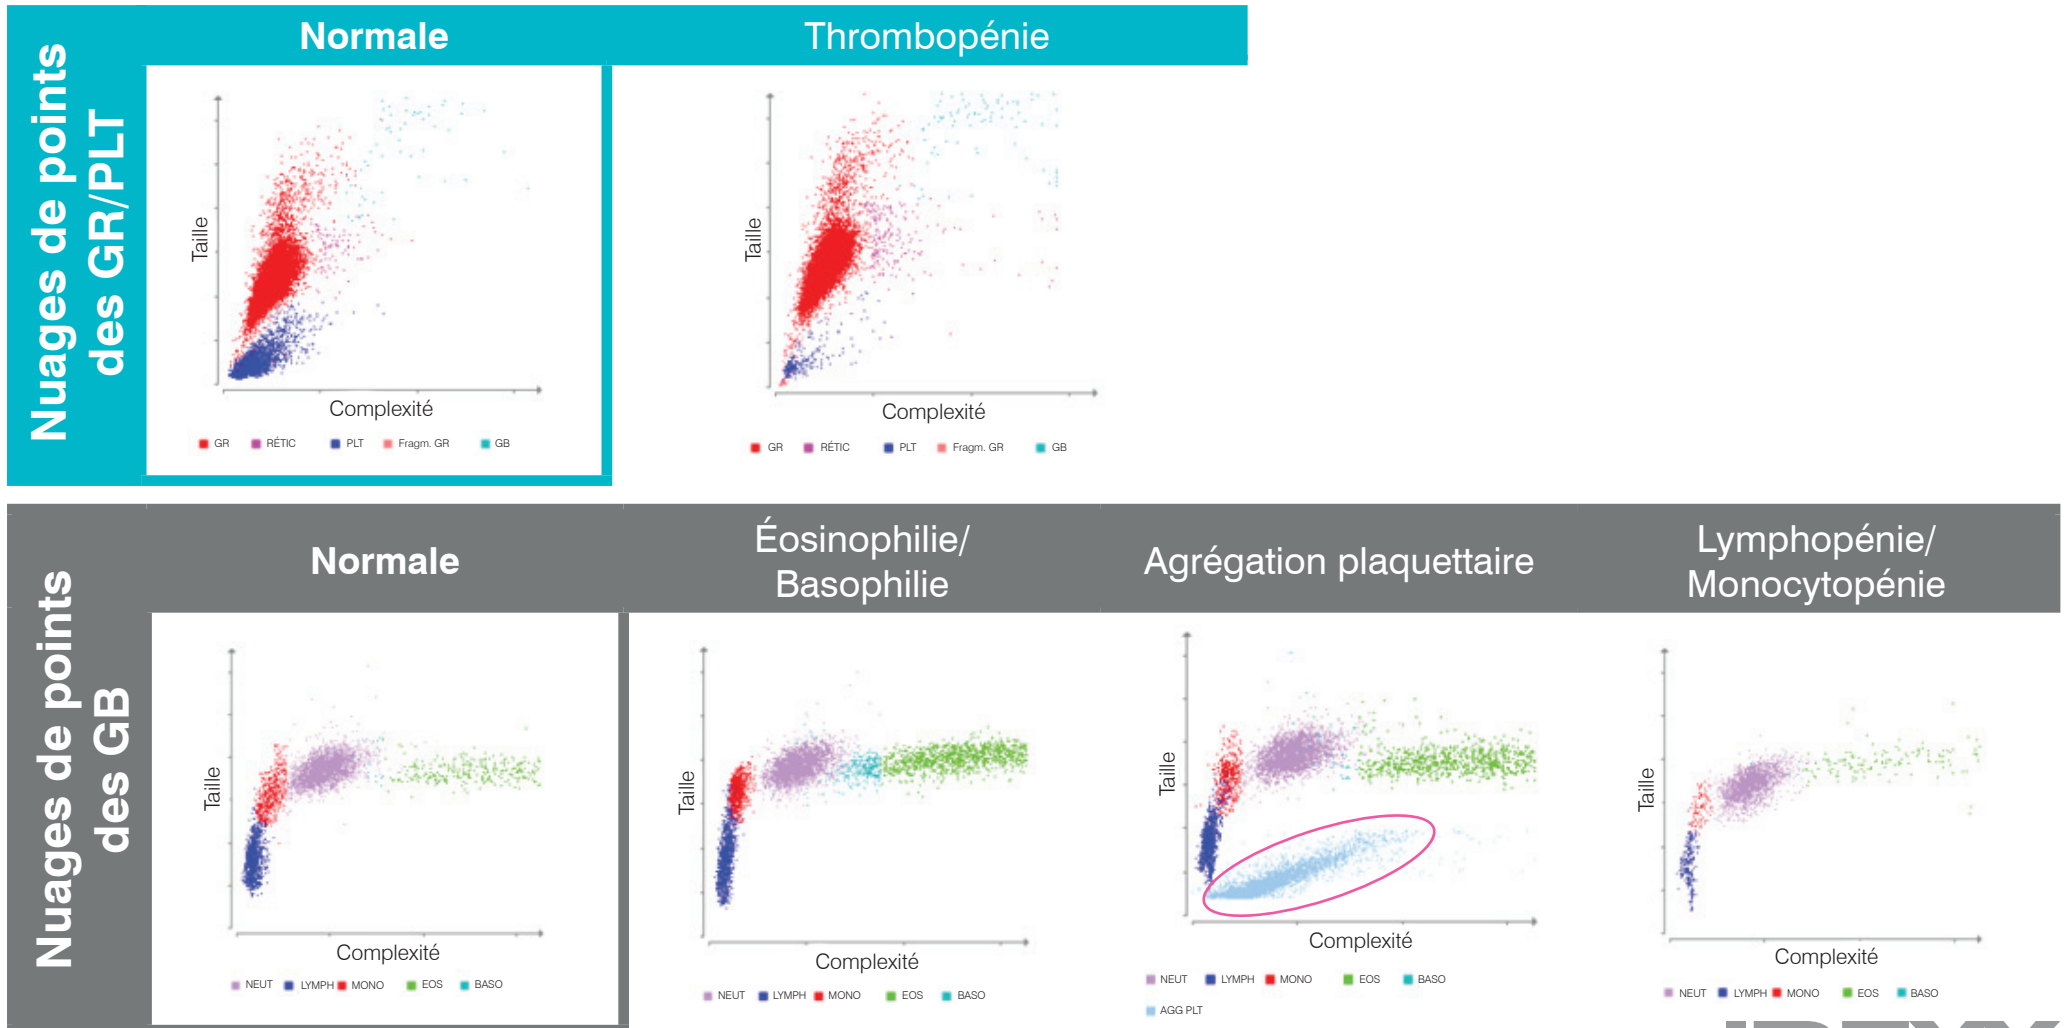 Nuages de points
des GR/PLT
Normale
Thrombopénie
Taille
Complexité
GR RÉTIC PLT Fragm. GR GB
Taille
Complexité
GR RÉTIC PLT Fragm. GR GB
Nuages de points
des GB
Normale
Éosinophilie/
Basophilie
Agrégation plaquettaire
Lymphopénie/
Monocytopénie
Taille
Complexité
NEUT LYMPH MONO EOS BASO
Taille
Complexité
NEUT LYMPH MONO EOS BASO
Taille
Complexité
NEUT LYMPH MONO EOS BASO
AGG PLT
Taille
Complexité
NEUT LYMPH MONO EOS BASO